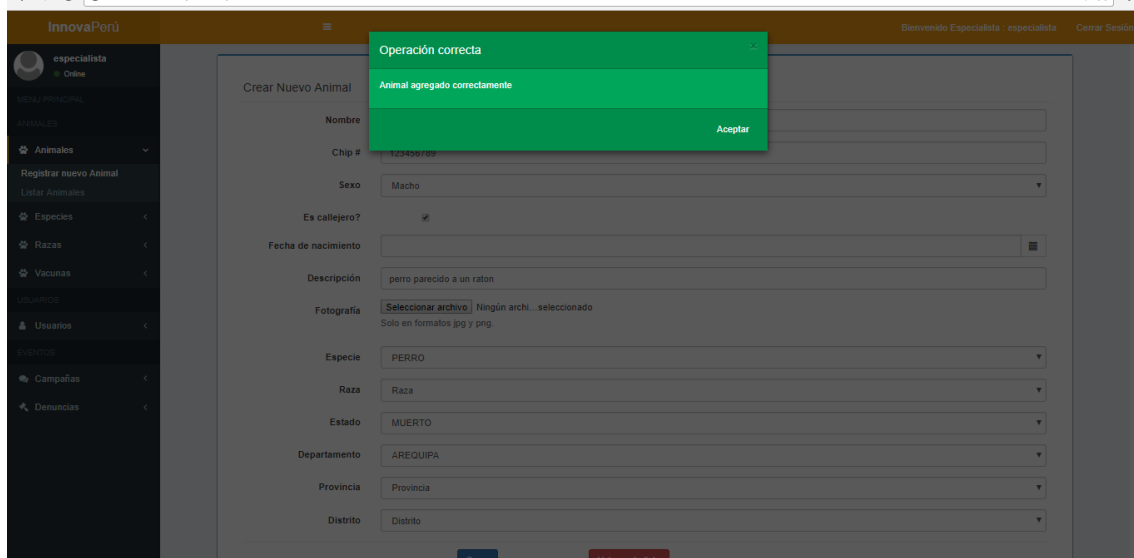 InnovaPerú
Bienvenido Especialista : especialista
Cerrar Sesión
especialista
Online
MENU PRINCIPAL
ANIMALES
Animales
Registrar nuevo Animal
Listar Animales
Especies
Razas
Vacunas
USUARIOS
Usuarios
EVENTOS
Campañas
Denuncias
Operación correcta
×
Animal agregado correctamente
Aceptar
Crear Nuevo Animal
Nombre
Chip # 123456789
Sexo Macho
Es callejero?
Fecha de nacimiento
Descripción perro parecido a un raton
Fotografía Seleccionar archivo Ningún archi...seleccionado
Solo en formatos jpg y png.
Especie PERRO
Raza Raza
Estado MUERTO
Departamento AREQUIPA
Provincia Provincia
Distrito Distrito